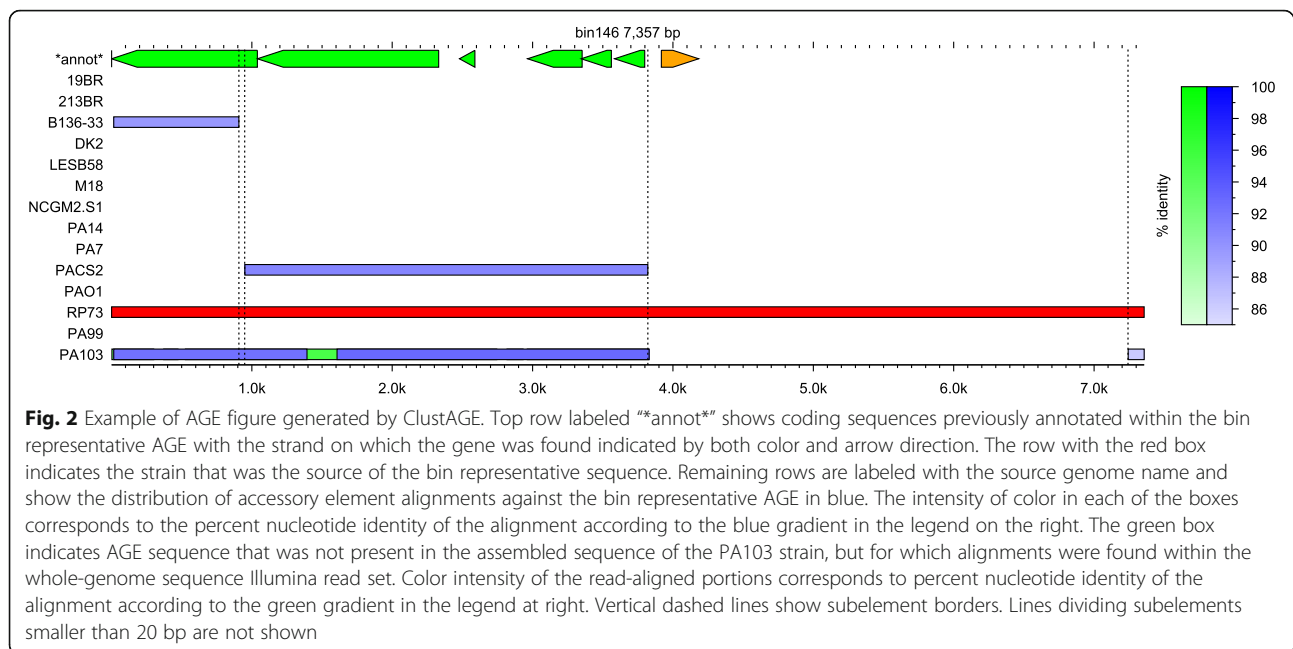 bin146 7,357 bp
*annot*
19BR
213BR
B136-33
DK2
LESB58
M18
NCGM2.S1
PA14
PA7
PACS2
PAO1
RP73
PA99
PA103
1.0k 2.0k 3.0k 4.0k 5.0k 6.0k 7.0k
% identity
100
98
96
94
92
90
88
86
Fig. 2 Example of AGE figure generated by ClustAGE. Top row labeled “*annot*” shows coding sequences previously annotated within the bin
representative AGE with the strand on which the gene was found indicated by both color and arrow direction. The row with the red box
indicates the strain that was the source of the bin representative sequence. Remaining rows are labeled with the source genome name and
show the distribution of accessory element alignments against the bin representative AGE in blue. The intensity of color in each of the boxes
corresponds to the percent nucleotide identity of the alignment according to the blue gradient in the legend on the right. The green box
indicates AGE sequence that was not present in the assembled sequence of the PA103 strain, but for which alignments were found within the
whole-genome sequence Illumina read set. Color intensity of the read-aligned portions corresponds to percent nucleotide identity of the
alignment according to the green gradient in the legend at right. Vertical dashed lines show subelement borders. Lines dividing subelements
smaller than 20 bp are not shown